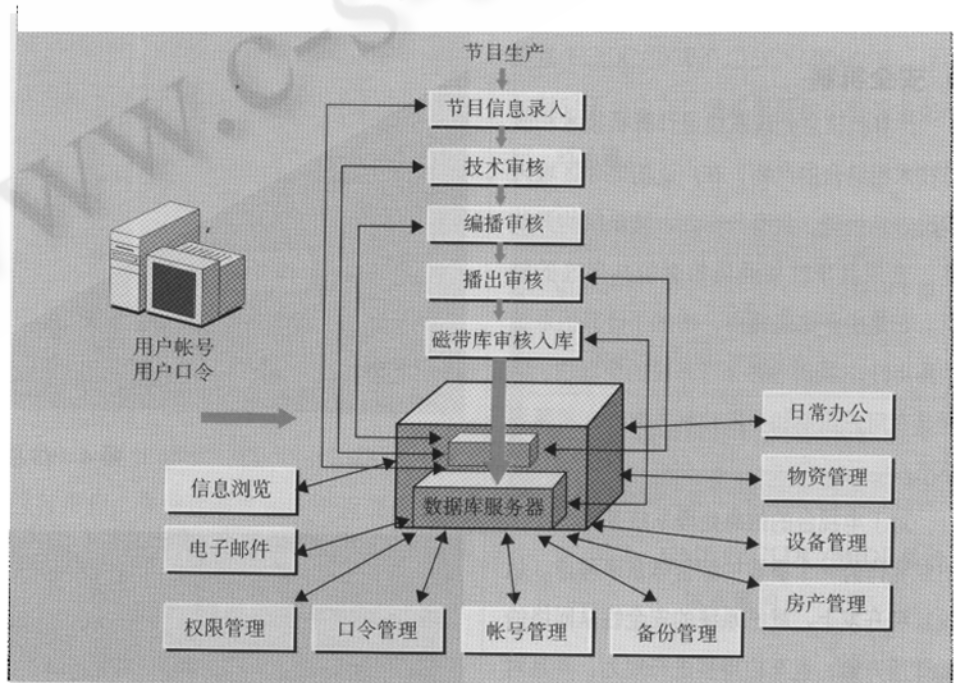 www.c-s
节目生产
节目信息录入
技术审核
编播审核
播出审核
磁带库审核入库
用户帐号
用户口令
数据库服务器
信息浏览
电子邮件
权限管理
口令管理
帐号管理
备份管理
日常办公
物资管理
设备管理
房产管理